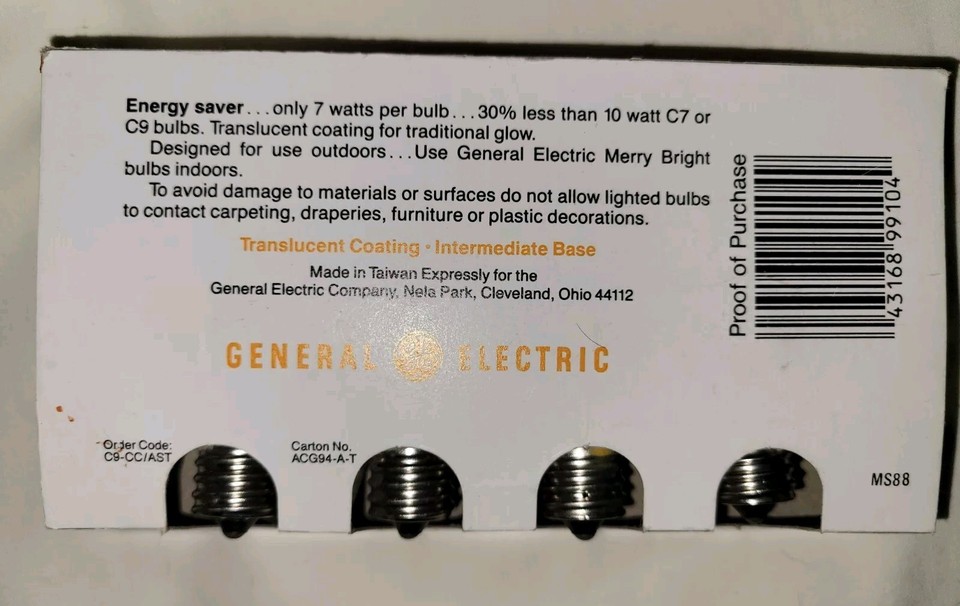 Energy saver...only 7 watts per bulb...30% less than 10 watt C7 or
C9 bulbs. Translucent coating for traditional glow.
Designed for use outdoors...Use General Electric Merry Bright
bulbs indoors.
To avoid damage to materials or surfaces do not allow lighted bulbs
to contact carpeting, draperies, furniture or plastic decorations.
Translucent Coating · Intermediate Base
Made in Taiwan Expressly for the
General Electric Company, Nela Park, Cleveland, Ohio 44112
GENERAL ELECTRIC
Proof of Purchase
43168 99104
Order Code:
C9-CC/AST
Carton No.
ACG94-A-T
MS88